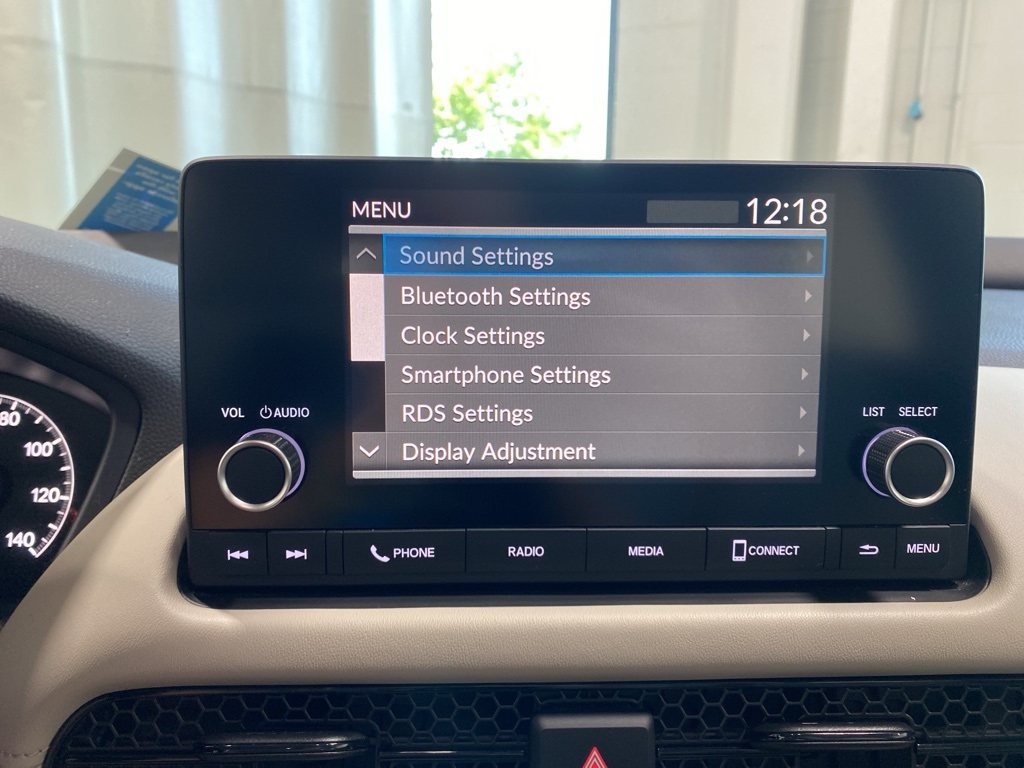 MENU 12:18
Sound Settings
Bluetooth Settings
Clock Settings
Smartphone Settings
RDS Settings
Display Adjustment
VOL AUDIO
LIST SELECT
80
100
120
140
PHONE RADIO MEDIA CONNECT MENU